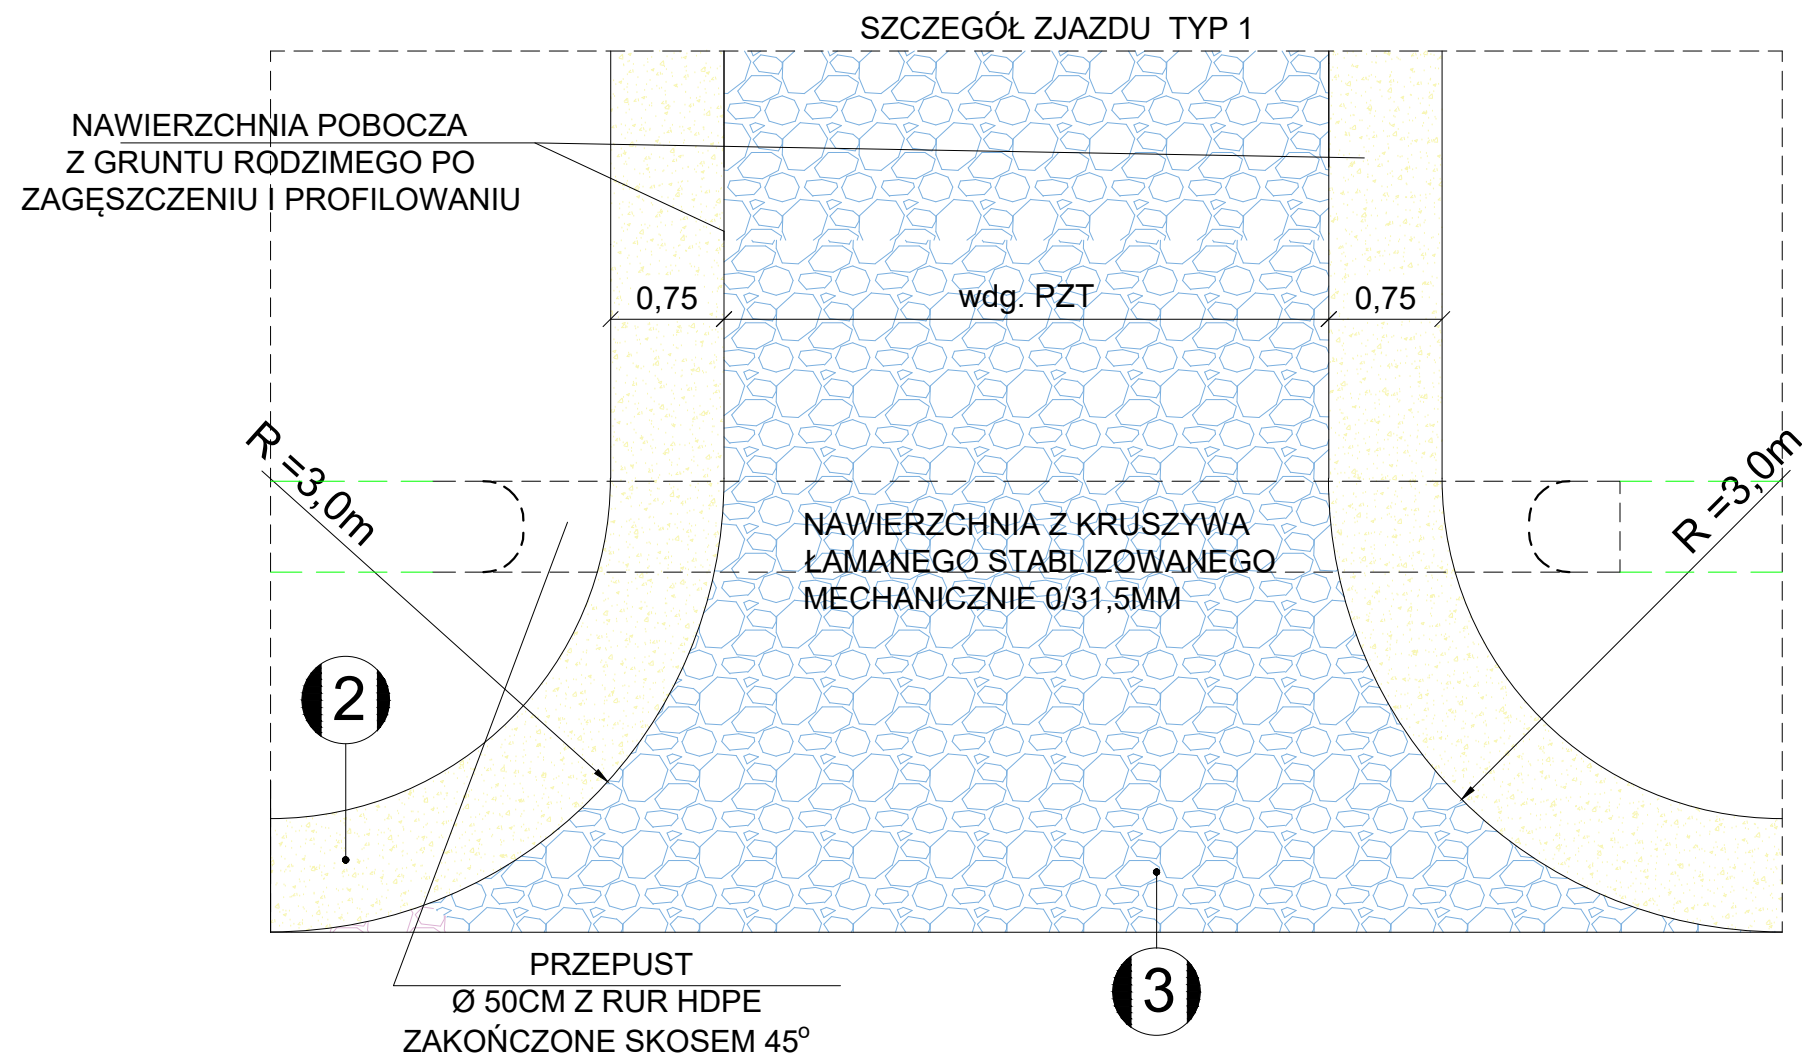 SZCZEGÓŁ ZJAZDU TYP 1
NAWIERZCHNIA POBOCZA
Z GRUNTU RODZIMEGO PO
ZAGĘSZCZENIU I PROFILOWANIU
0,75
wdg. PZT
0,75
R =3,0m
R =3,0m
NAWIERZCHNIA Z KRUSZYWA
ŁAMANEGO STABLIZOWANEGO
MECHANICZNIE 0/31,5MM
2
3
PRZEPUST
Ø 50CM Z RUR HDPE
ZAKOŃCZONE SKOSEM 45°